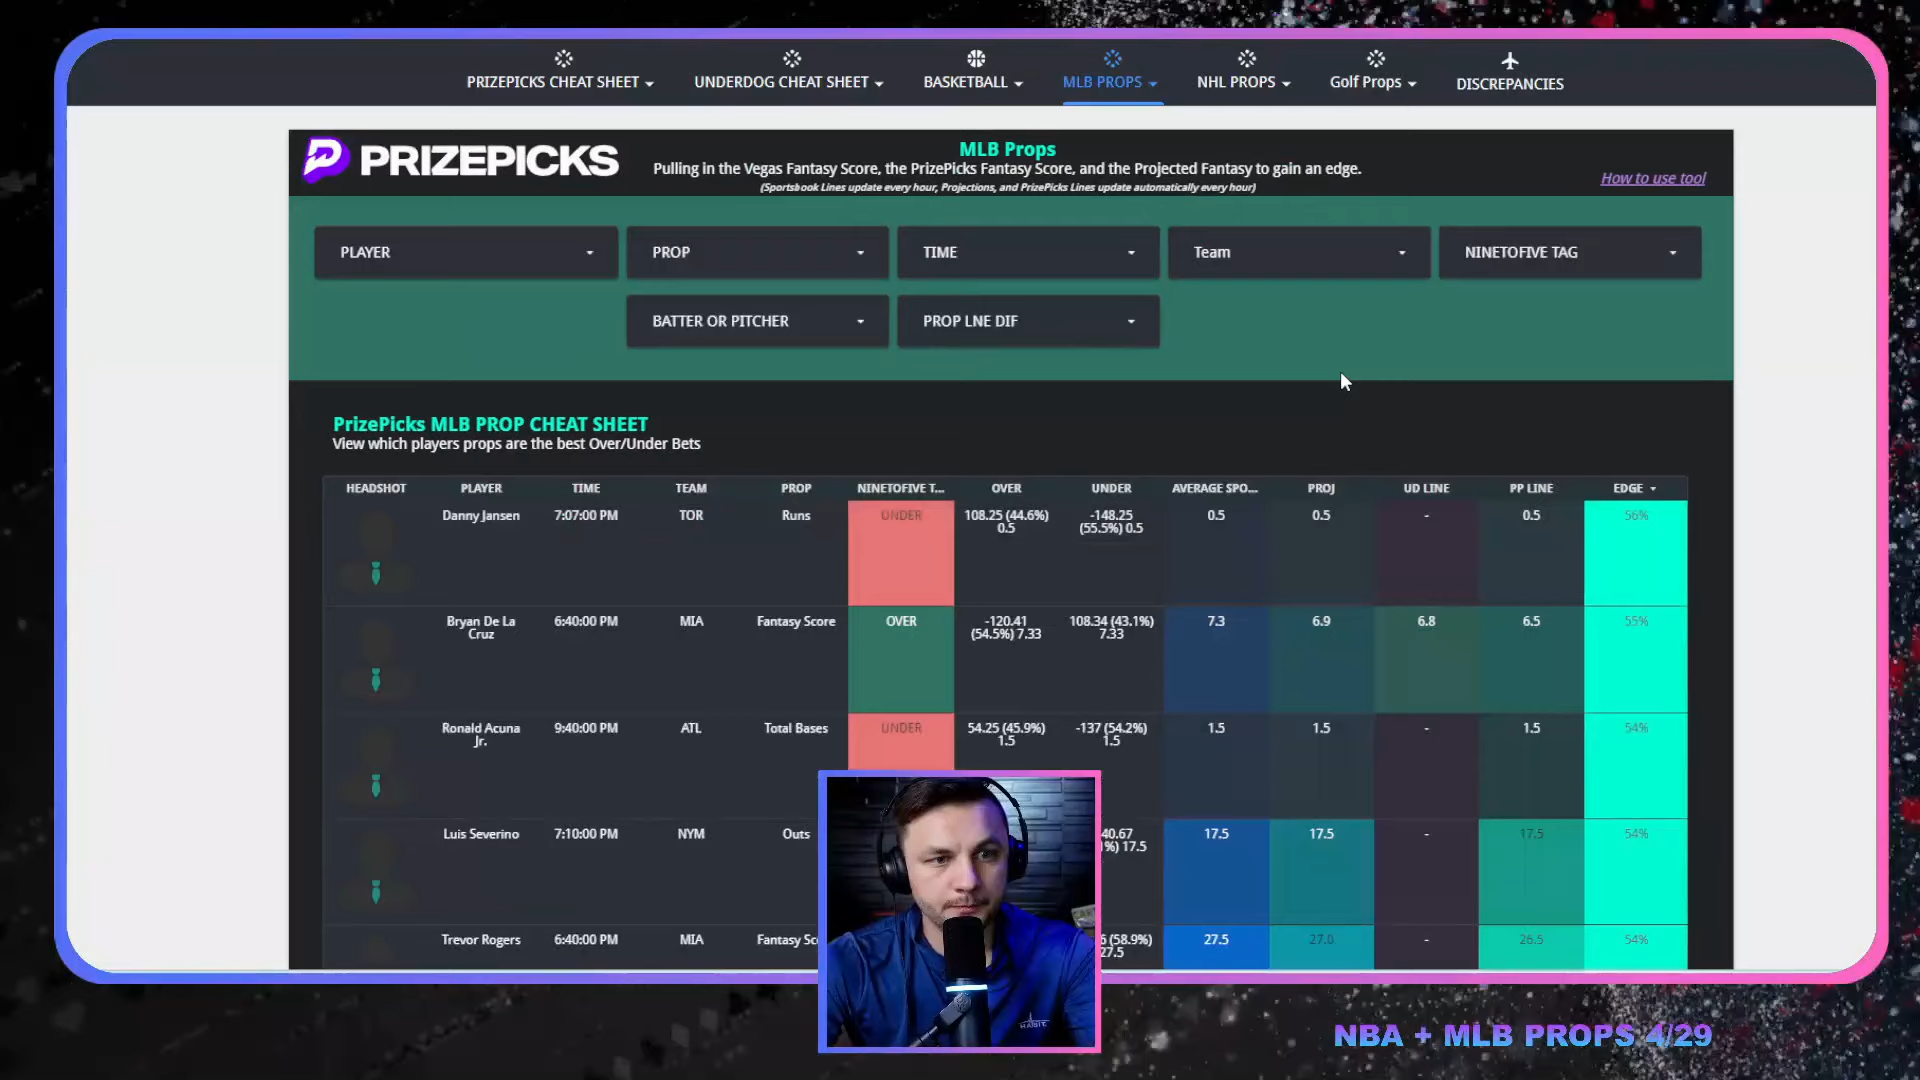 PRIZEPICKS CHEAT SHEET
UNDERDOG CHEAT SHEET
BASKETBALL
MLB PROPS
NHL PROPS
Golf Props
DISCREPANCIES
PRIZEPICKS
MLB Props
Pulling in the Vegas Fantasy Score, the PrizePicks Fantasy Score, and the Projected Fantasy to gain an edge.
(Sportsbook Lines update every hour, Projections, and PrizePicks Lines update automatically every hour)
How to use tool
PLAYER
PROP
TIME
Team
NINETOFIVE TAG
BATTER OR PITCHER
PROP LNE DIF
PrizePicks MLB PROP CHEAT SHEET
View which players props are the best Over/Under Bets
HEADSHOT PLAYER TIME TEAM PROP NINETOFIVE T... OVER UNDER AVERAGE SPO... PROJ UD LINE PP LINE EDGE
Danny Jansen 7:07:00 PM TOR Runs UNDER 108.25 (44.6%) -148.25 0.5 0.5 - 0.5 56%
0.5 (55.5%) 0.5
Bryan De La 6:40:00 PM MIA Fantasy Score OVER -120.41 108.34 (43.1%) 7.3 6.9 6.8 6.5 55%
Cruz (54.5%) 7.33 7.33
Ronald Acuna 9:40:00 PM ATL Total Bases UNDER 54.25 (45.9%) -137 (54.2%) 1.5 1.5 - 1.5 54%
Jr. 1.5 1.5
Luis Severino 7:10:00 PM NYM Outs 40.67 17.5 17.5 - 17.5 54%
%) 17.5
Trevor Rogers 6:40:00 PM MIA Fantasy Sc 6 (58.9%) 27.5 27.0 - 26.5 54%
27.5
NBA + MLB PROPS 4/29